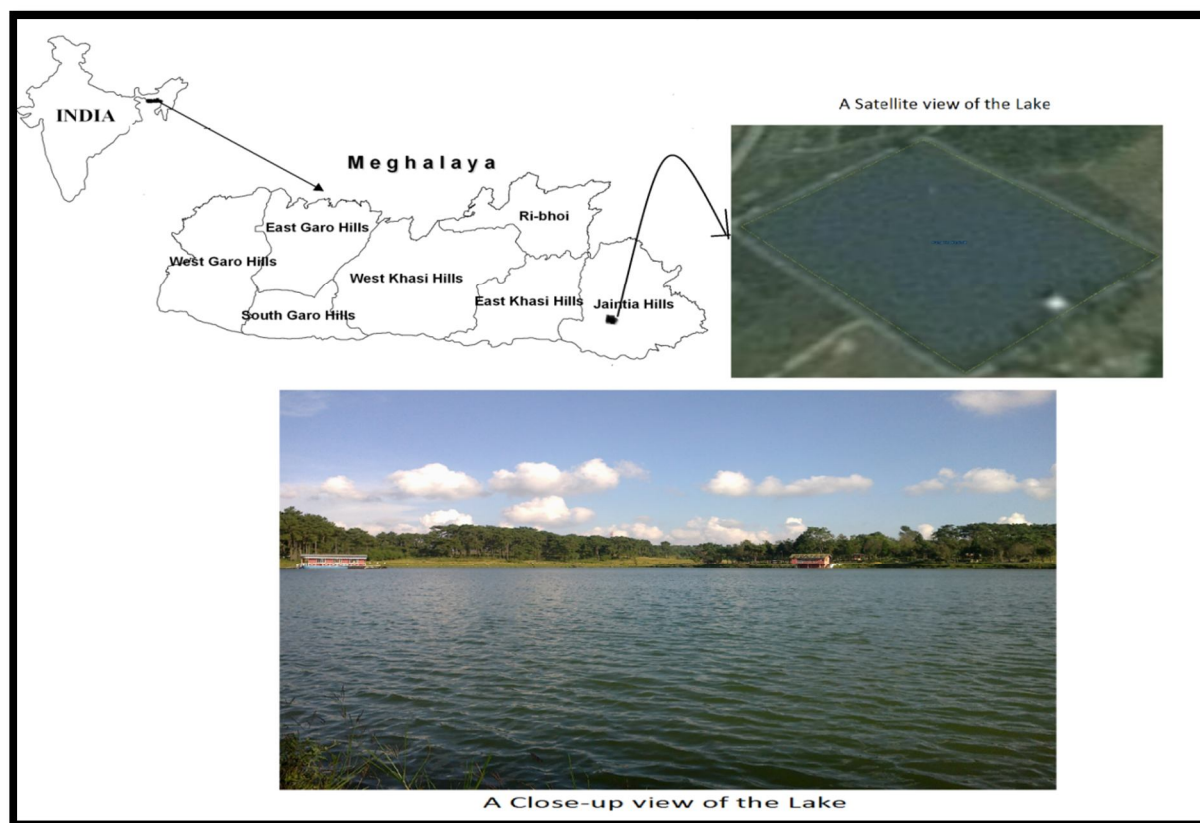 INDIA
A Satellite view of the Lake
Meghalaya
Ri-bhoi
East Garo Hills
West Garo Hills
West Khasi Hills
East Khasi Hills
Jaintia Hills
South Garo Hills
A Close-up view of the Lake